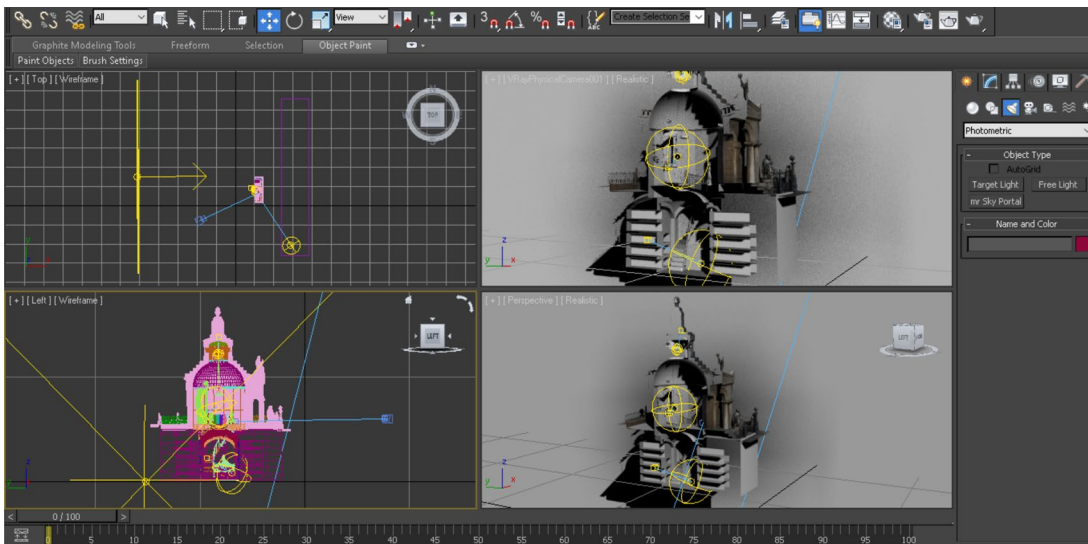 All
View
3
Create Selection Se
Graphite Modeling Tools Freeform Selection Object Paint
Paint Objects Brush Settings
[ + ] [ Top ] [ Wireframe ]
TOP
[ + ] [ VRayPhysicalCamera001 ] [ Realistic ]
Photometric
- Object Type
AutoGrid
Target Light Free Light
mr Sky Portal
- Name and Color
z
y x
[ + ] [ Left ] [ Wireframe ]
LEFT
[ + ] [ Perspective ] [ Realistic ]
LEFT
z
y
z
y x
< 0 / 100 >
0 5 10 15 20 25 30 35 40 45 50 55 60 65 70 75 80 85 90 95 100